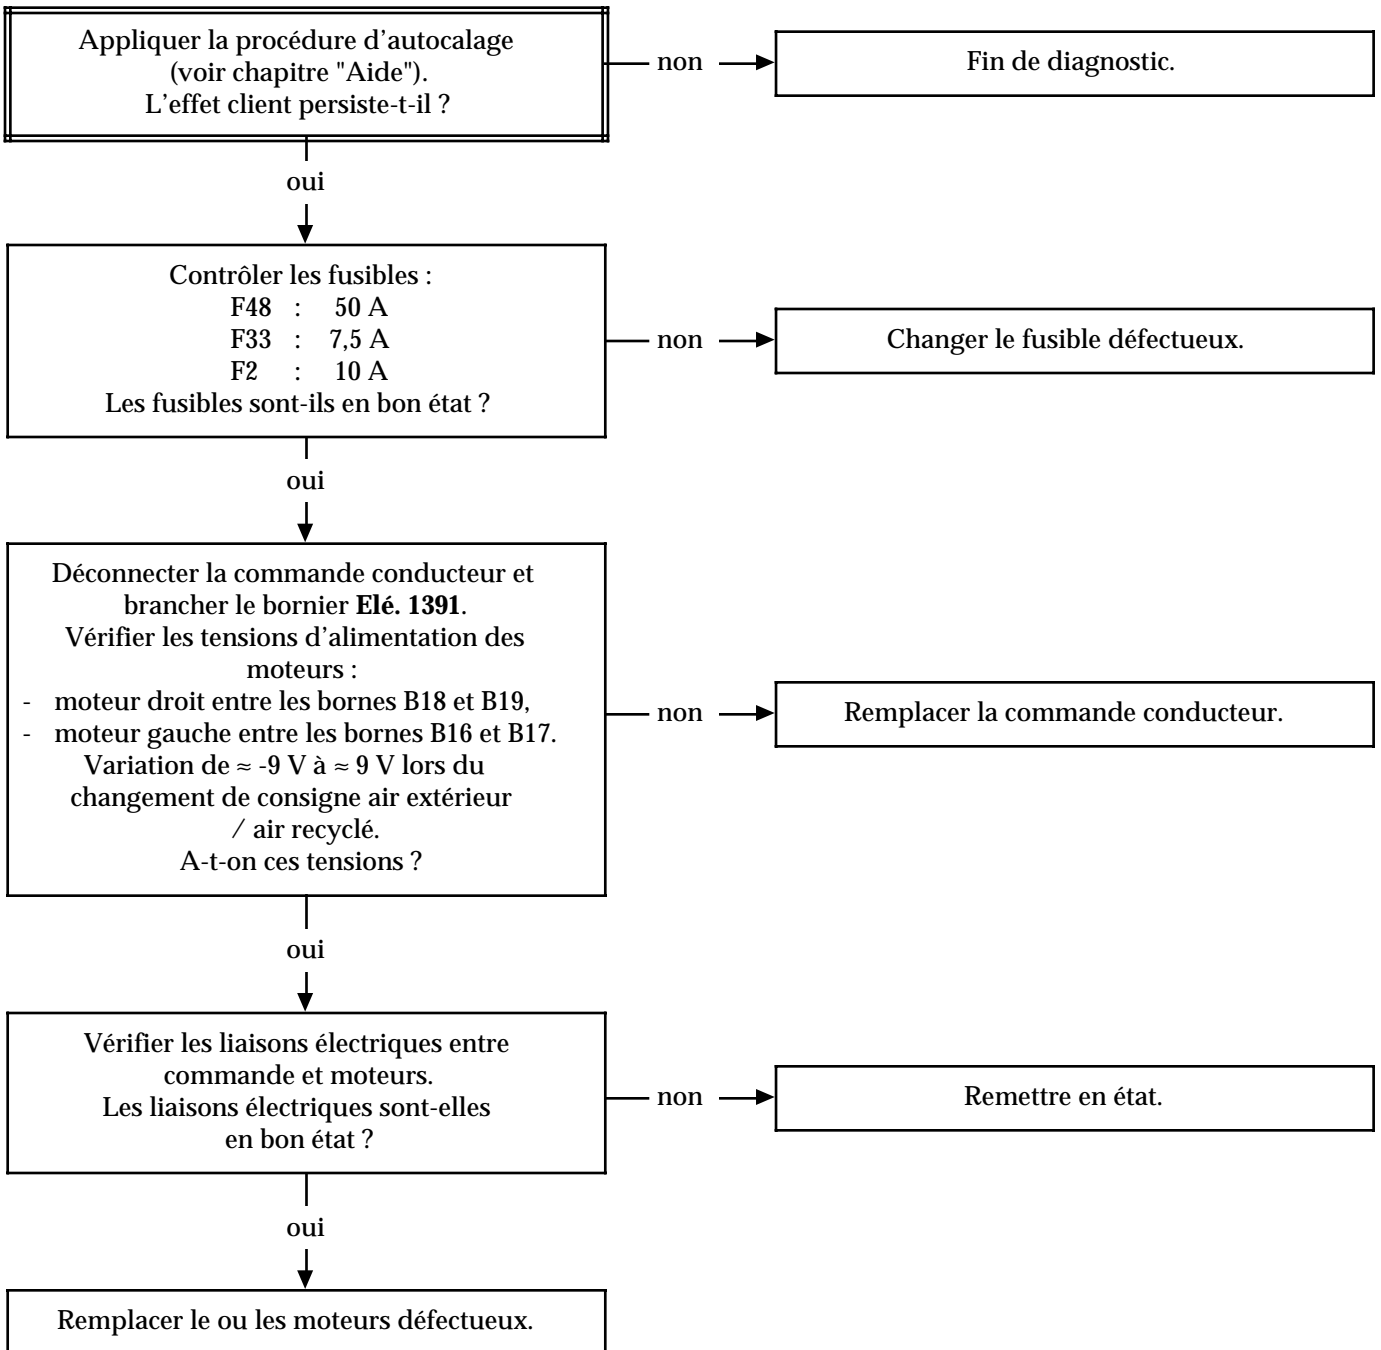 Appliquer la procédure d’autocalage
(voir chapitre "Aide").
L’effet client persiste-t-il ?
non
Fin de diagnostic.
oui
Contrôler les fusibles :
F48 : 50 A
F33 : 7,5 A
F2 : 10 A
Les fusibles sont-ils en bon état ?
non
Changer le fusible défectueux.
oui
Déconnecter la commande conducteur et
brancher le bornier Elé. 1391.
Vérifier les tensions d’alimentation des
moteurs :
- moteur droit entre les bornes B18 et B19,
- moteur gauche entre les bornes B16 et B17.
Variation de ≈ -9 V à ≈ 9 V lors du
changement de consigne air extérieur
/ air recyclé.
A-t-on ces tensions ?
non
Remplacer la commande conducteur.
oui
Vérifier les liaisons électriques entre
commande et moteurs.
Les liaisons électriques sont-elles
en bon état ?
non
Remettre en état.
oui
Remplacer le ou les moteurs défectueux.